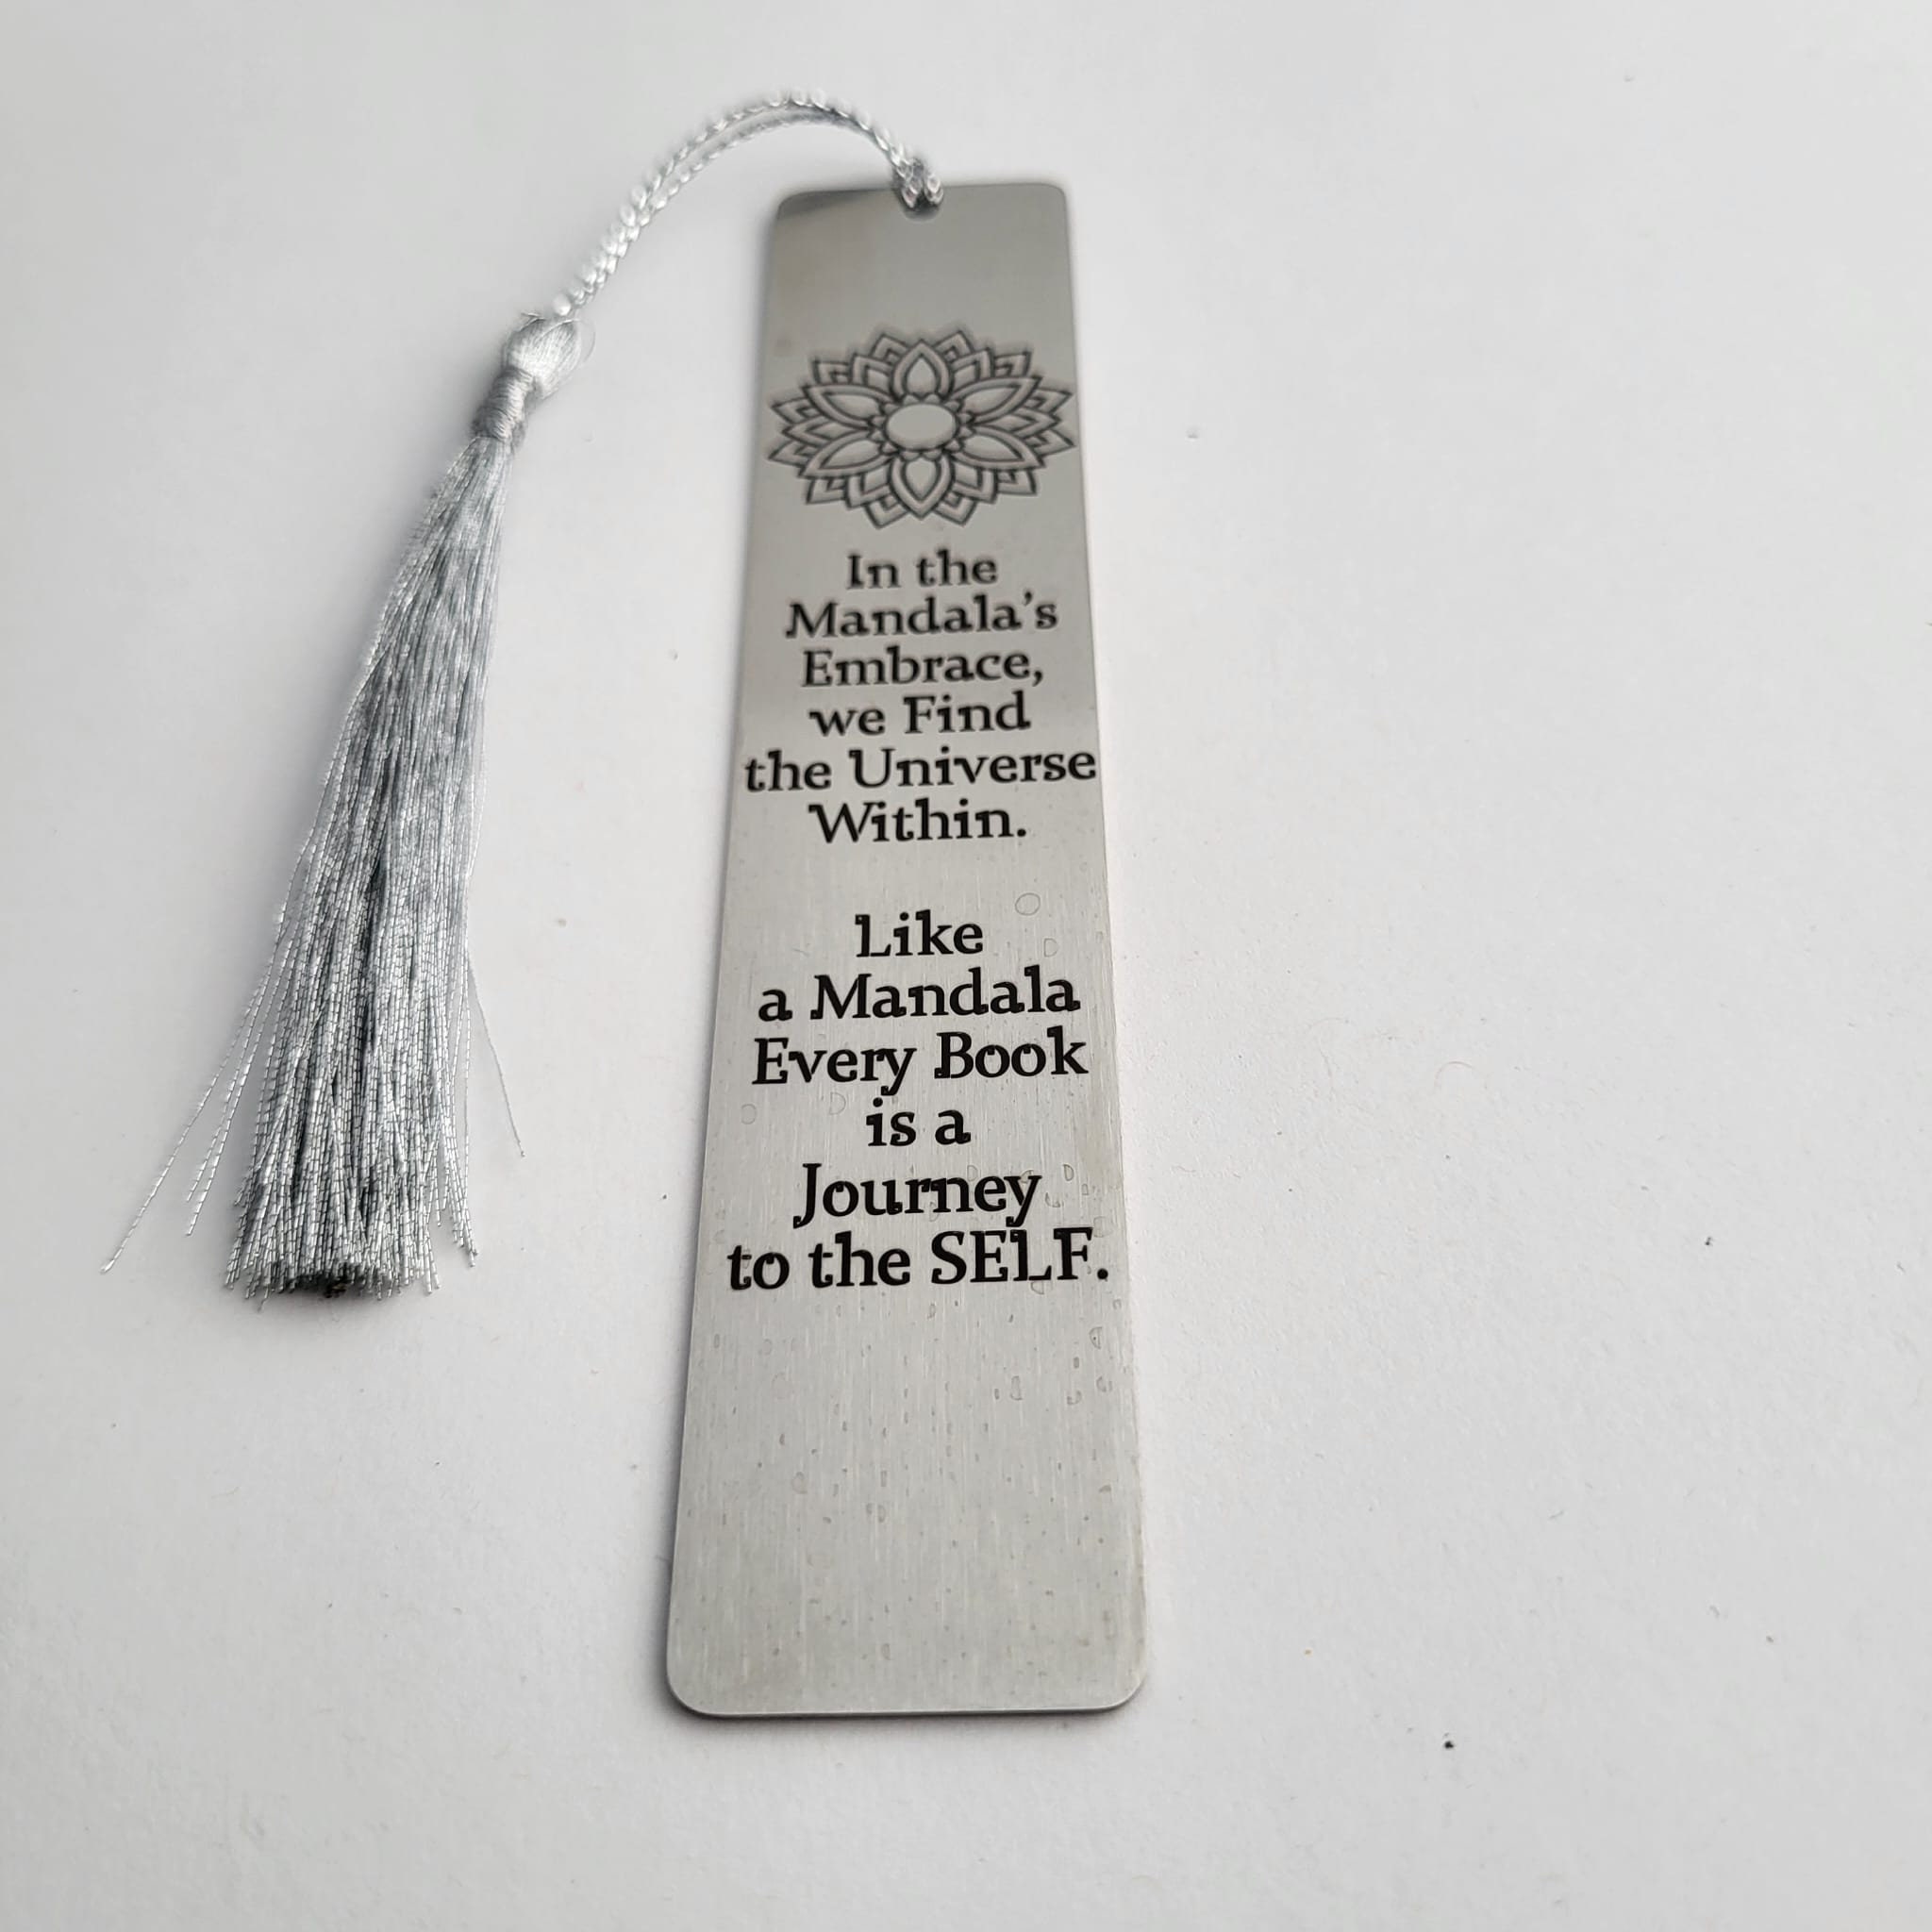 In the
Mandala's
Embrace,
we Find
the Universe
Within.
Like
a Mandala
Every Book
is a
Journey
to the SELF.